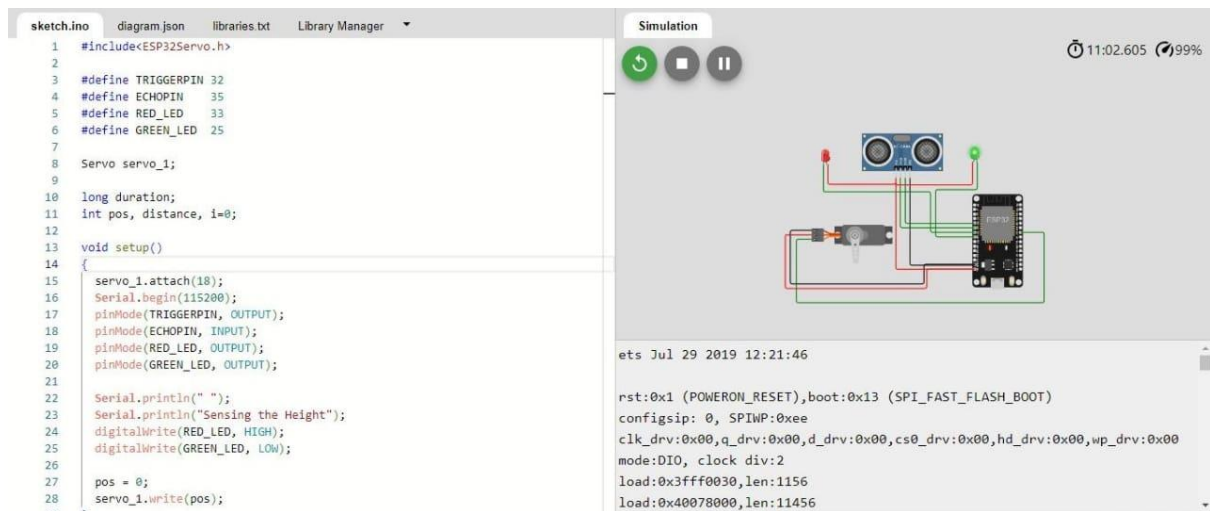 sketch.ino diagram.json libraries.txt Library Manager
1 #include<ESP32Servo.h>
2
3 #define TRIGGERPIN 32
4 #define ECHOPIN 35
5 #define RED_LED 33
6 #define GREEN_LED 25
7
8 Servo servo_1;
9
10 long duration;
11 int pos, distance, i=0;
12
13 void setup()
14 {
15 servo_1.attach(18);
16 Serial.begin(115200);
17 pinMode(TRIGGERPIN, OUTPUT);
18 pinMode(ECHOPIN, INPUT);
19 pinMode(RED_LED, OUTPUT);
20 pinMode(GREEN_LED, OUTPUT);
21
22 Serial.println(" ");
23 Serial.println("Sensing the Height");
24 digitalWrite(RED_LED, HIGH);
25 digitalWrite(GREEN_LED, LOW);
26
27 pos = 0;
28 servo_1.write(pos);
Simulation
11:02.605 99%
ESP32
ets Jul 29 2019 12:21:46
rst:0x1 (POWERON_RESET),boot:0x13 (SPI_FAST_FLASH_BOOT)
configsip: 0, SPIWP:0xee
clk_drv:0x00,q_drv:0x00,d_drv:0x00,cs0_drv:0x00,hd_drv:0x00,wp_drv:0x00
mode:DIO, clock div:2
load:0x3fff0030,len:1156
load:0x40078000,len:11456